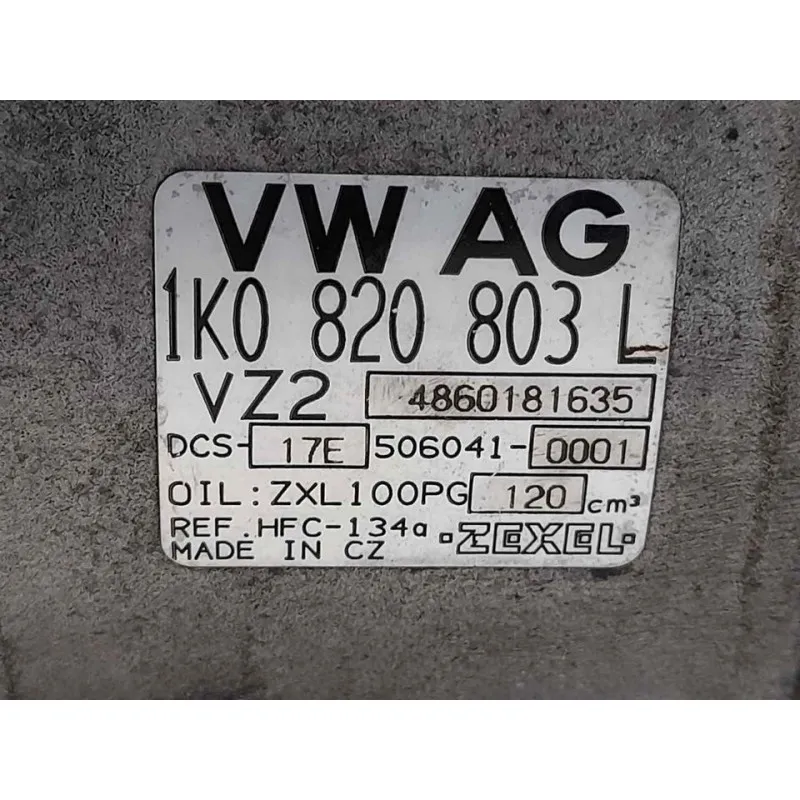 VW AG
1K0 820 803 L
VZ2 4860181635
DCS-17E 506041-0001
OIL:ZXL100PG 120 cm³
REF.HFC-134a
MADE IN CZ ZEXEL